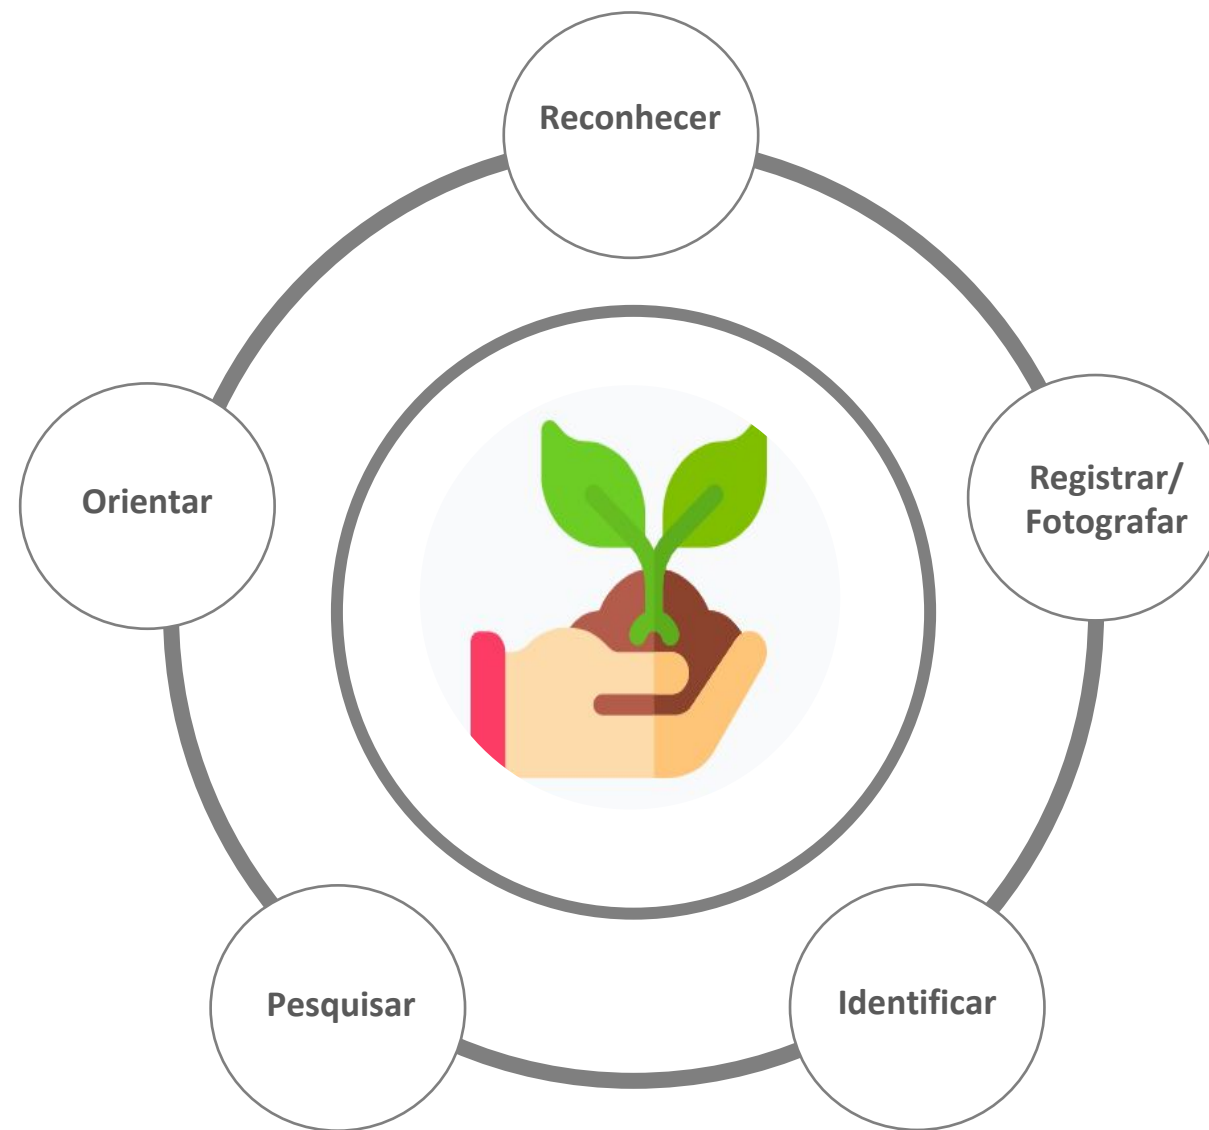 Reconhecer
Registrar/
Fotografar
Identificar
Pesquisar
Orientar